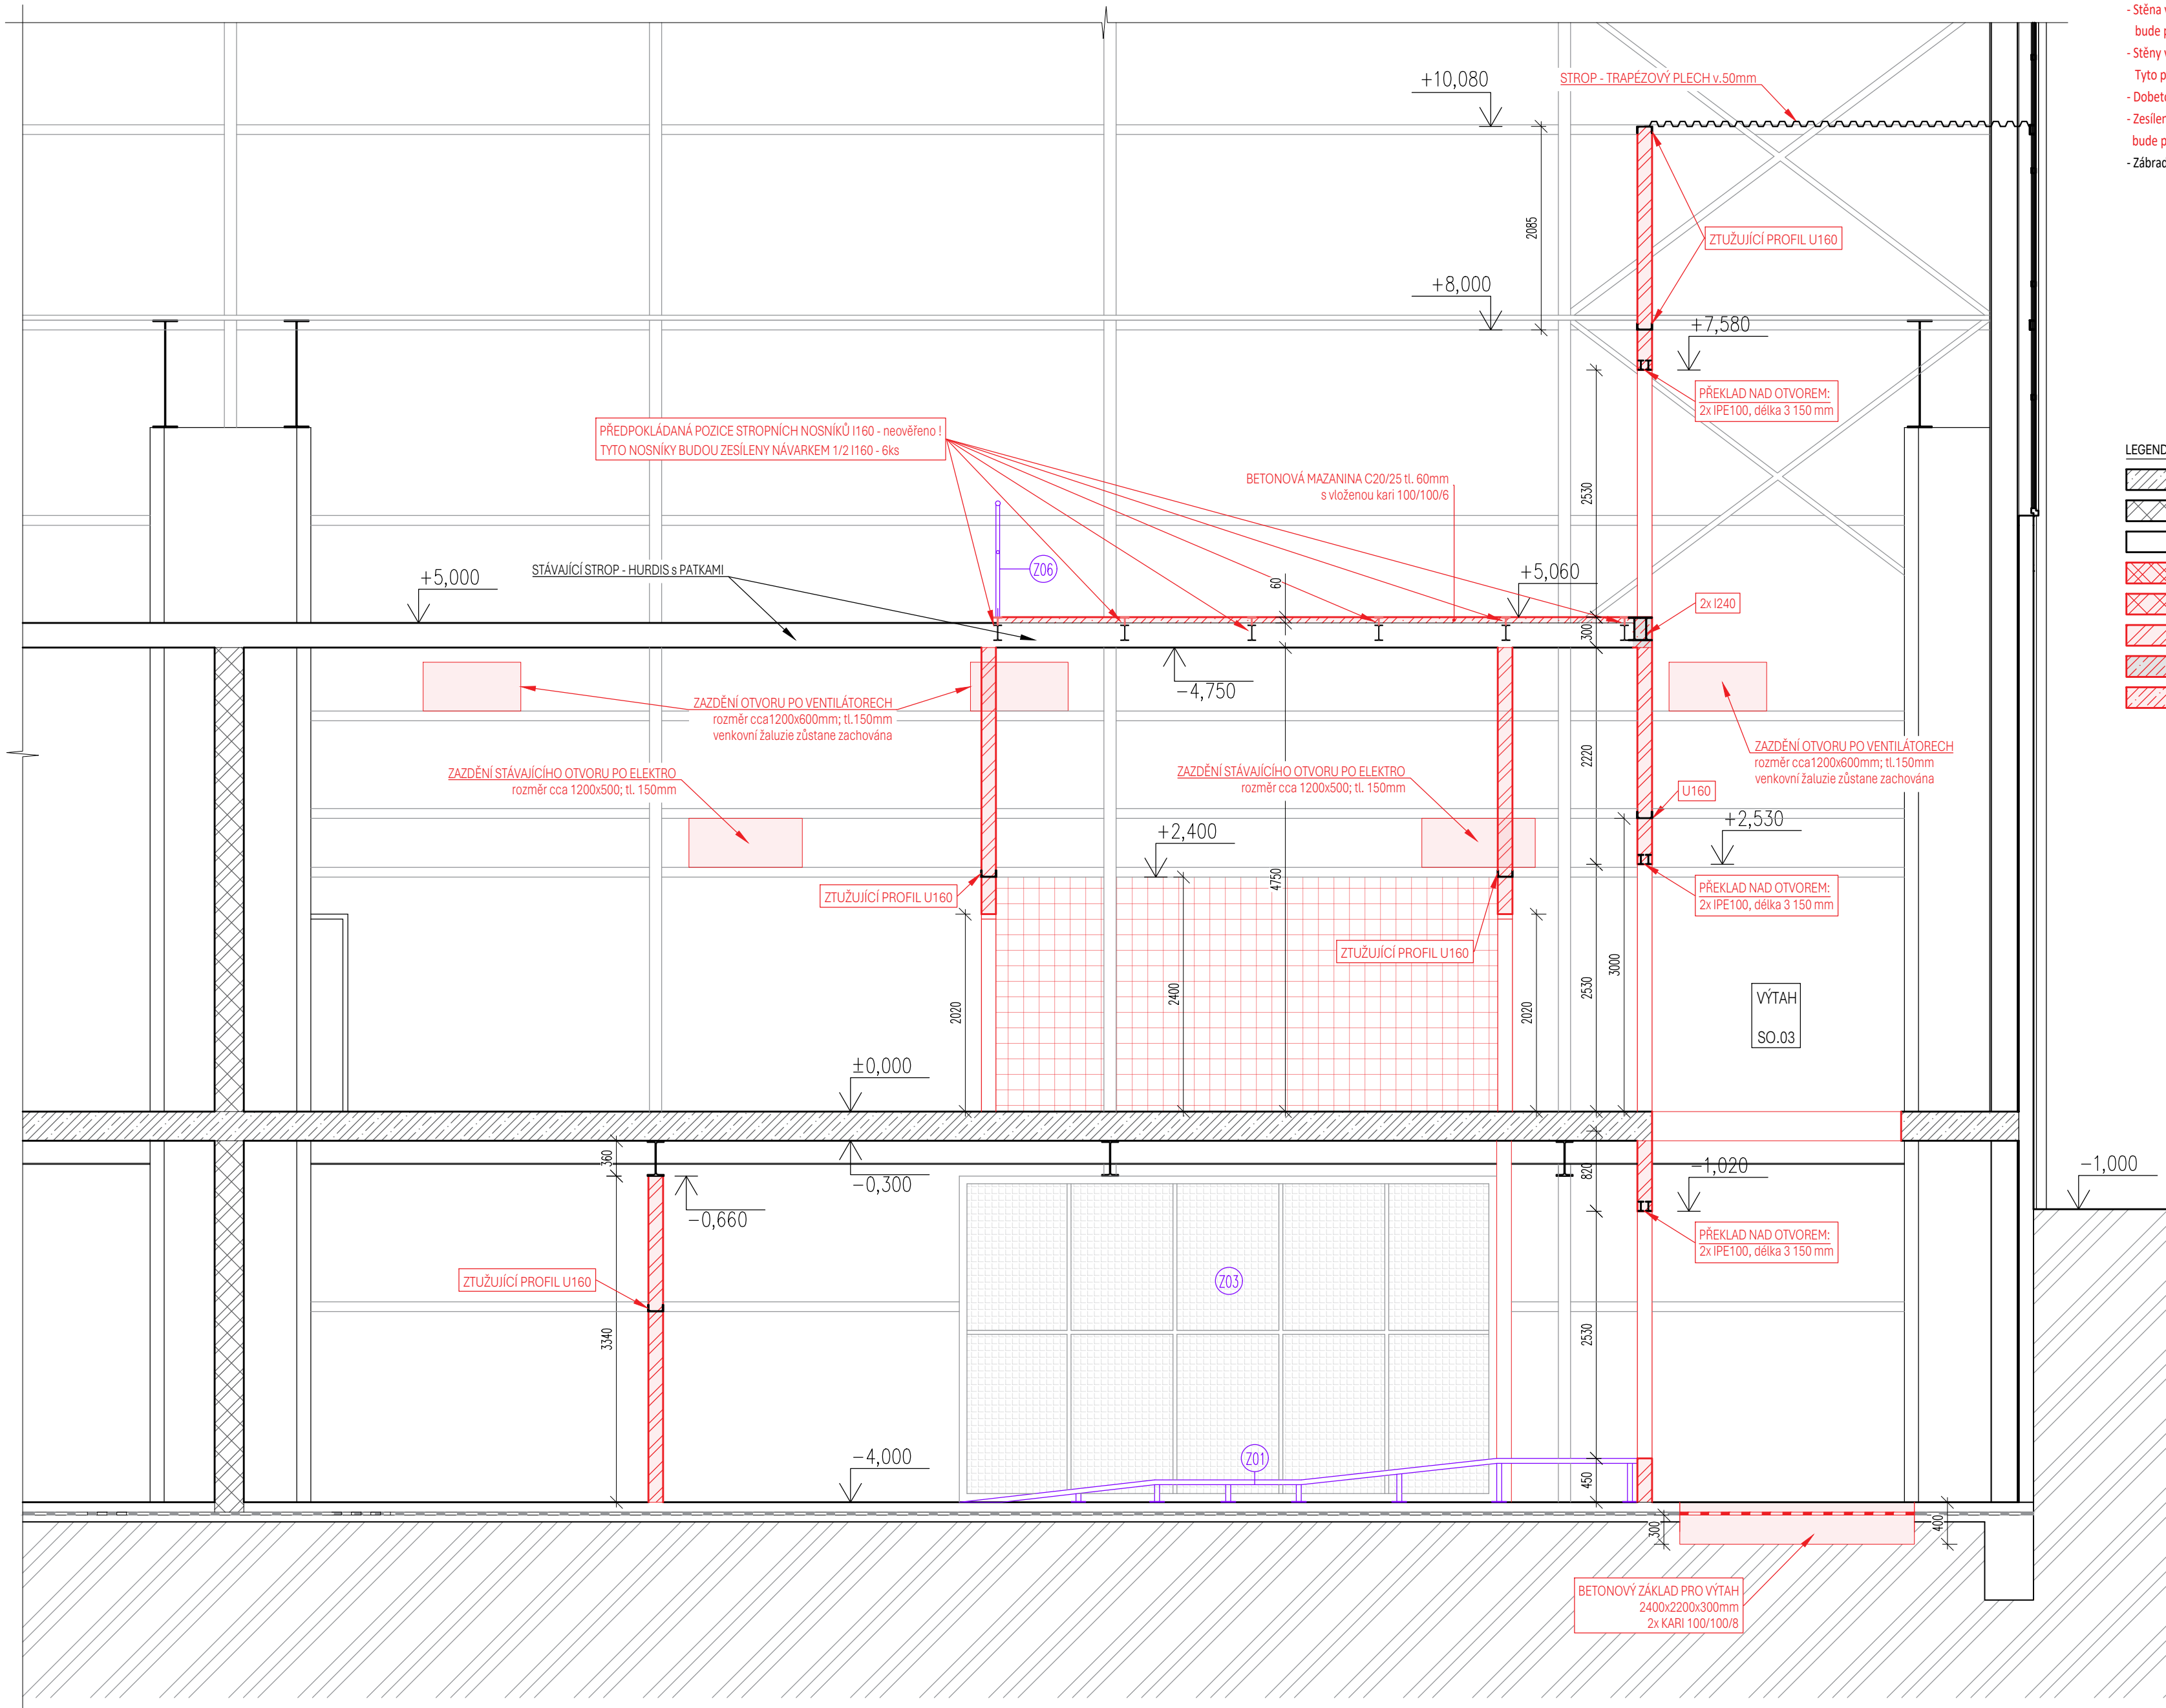 - Stěna
bude
- Stěny
Tyto
+10,080
STROP - TRAPÉZOVÝ PLECH v.50mm
- Zábrad
2085
ZTUŽUJÍCÍ PROFIL U160
+8,000
+7,580
PŘEKLAD NAD OTVOREM:
2x IPE100, délka 3 150 mm
PŘEDPOKLÁDANÁ POZICE STROPNÍCH NOSNÍKŮ I160 - neověřeno !
TYTO NOSNÍKY BUDOU ZESÍLENY NÁVARKEM 1/2 I160 - 6ks
LEGEND
BETONOVÁ MAZANINA C20/25 tl. 60mm
s vloženou kari 100/100/6
2530
Z06
STÁVAJÍCÍ STROP - HURDIS s PATKAMI
+5,000
60
+5,060
2x I240
300
-4,750
ZAZDĚNÍ OTVORU PO VENTILÁTORECH
rozměr cca1200x600mm; tl.150mm
venkovní žaluzie zůstane zachována
2220
ZAZDĚNÍ OTVORU PO VENTILÁTORECH
rozměr cca1200x600mm; tl.150mm
venkovní žaluzie zůstane zachována
ZAZDĚNÍ STÁVAJÍCÍHO OTVORU PO ELEKTRO
rozměr cca 1200x500; tl. 150mm
ZAZDĚNÍ STÁVAJÍCÍHO OTVORU PO ELEKTRO
rozměr cca 1200x500; tl. 150mm
U160
+2,400
+2,530
4750
ZTUŽUJÍCÍ PROFIL U160
PŘEKLAD NAD OTVOREM:
2x IPE100, délka 3 150 mm
ZTUŽUJÍCÍ PROFIL U160
3000
2530
2400
2020
2020
VÝTAH
SO.03
±0,000
360
-0,300
820
-1,020
-1,000
-0,660
PŘEKLAD NAD OTVOREM:
2x IPE100, délka 3 150 mm
ZTUŽUJÍCÍ PROFIL U160
Z03
3340
2530
-4,000
Z01
450
300
400
BETONOVÝ ZÁKLAD PRO VÝTAH
2400x2200x300mm
2x KARI 100/100/8